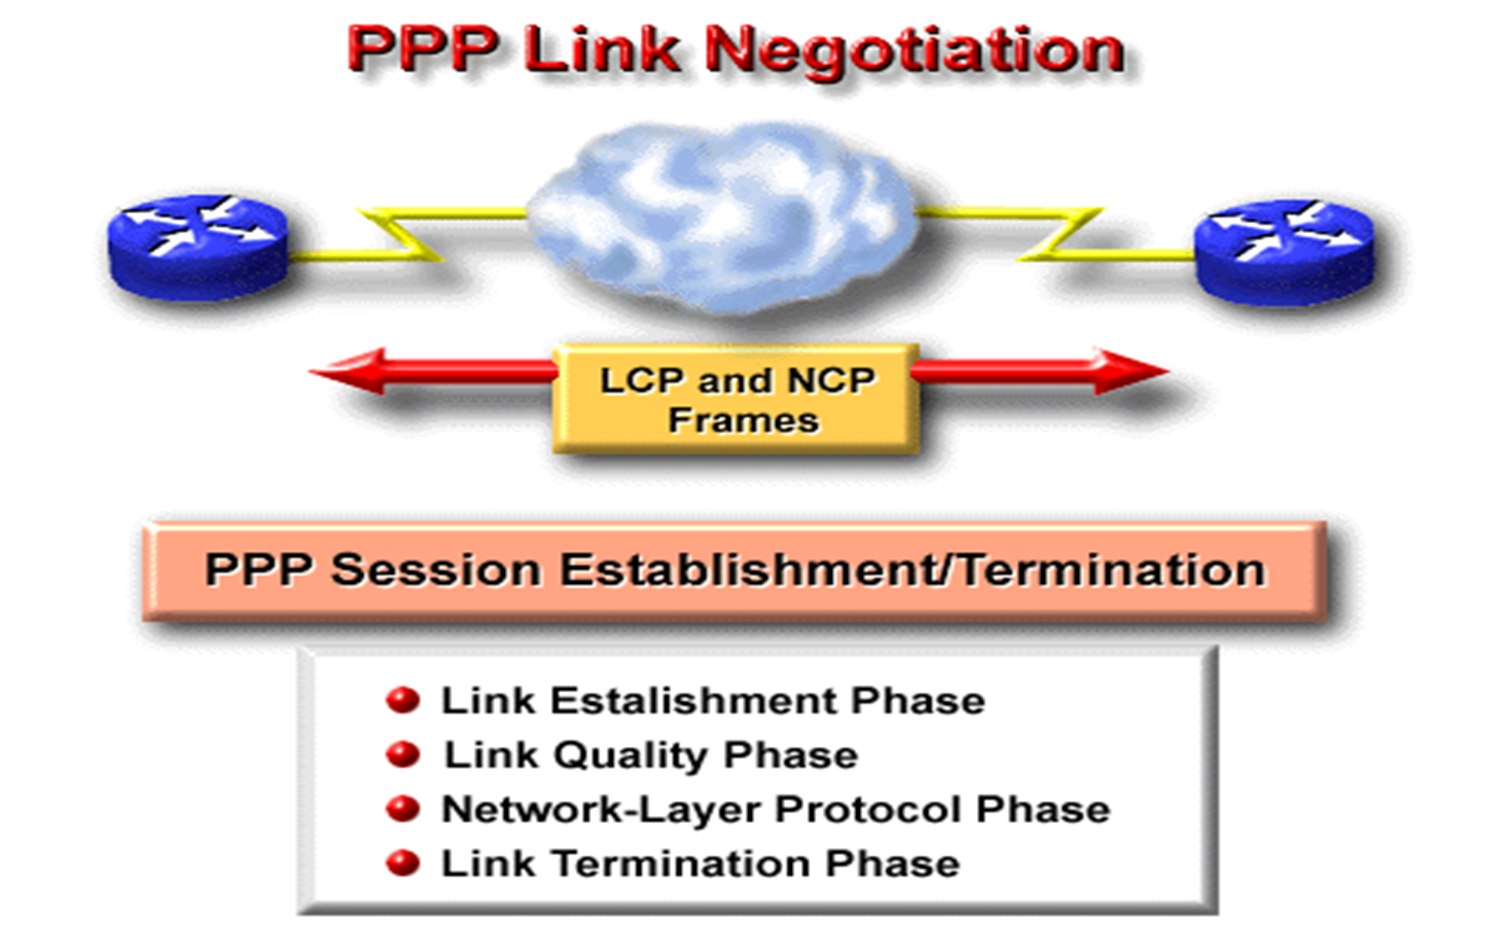 PPP Link Negotiation
LCP and NCP
Frames
PPP Session Establishment/Termination
Link Estalishment Phase
Link Quality Phase
Network-Layer Protocol Phase
Link Termination Phase